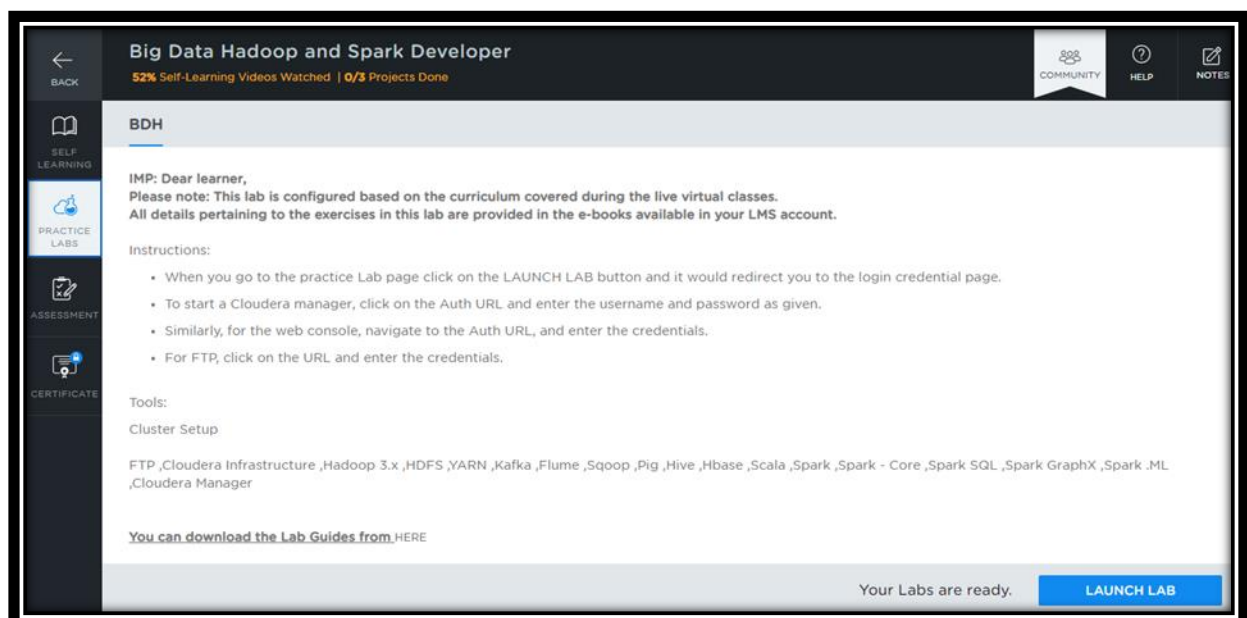 BACK
Big Data Hadoop and Spark Developer
52% Self-Learning Videos Watched | 0/3 Projects Done
COMMUNITY
HELP
NOTES
SELF
LEARNING
PRACTICE
LABS
ASSESSMENT
CERTIFICATE
BDH
IMP: Dear learner,
Please note: This lab is configured based on the curriculum covered during the live virtual classes.
All details pertaining to the exercises in this lab are provided in the e-books available in your LMS account.
Instructions:
• When you go to the practice Lab page click on the LAUNCH LAB button and it would redirect you to the login credential page.
• To start a Cloudera manager, click on the Auth URL and enter the username and password as given.
• Similarly, for the web console, navigate to the Auth URL, and enter the credentials.
• For FTP, click on the URL and enter the credentials.
Tools:
Cluster Setup
FTP ,Cloudera Infrastructure ,Hadoop 3.x ,HDFS ,YARN ,Kafka ,Flume ,Sqoop ,Pig ,Hive ,Hbase ,Scala ,Spark ,Spark - Core ,Spark SQL ,Spark GraphX ,Spark .ML
,Cloudera Manager
You can download the Lab Guides from HERE
Your Labs are ready.
LAUNCH LAB